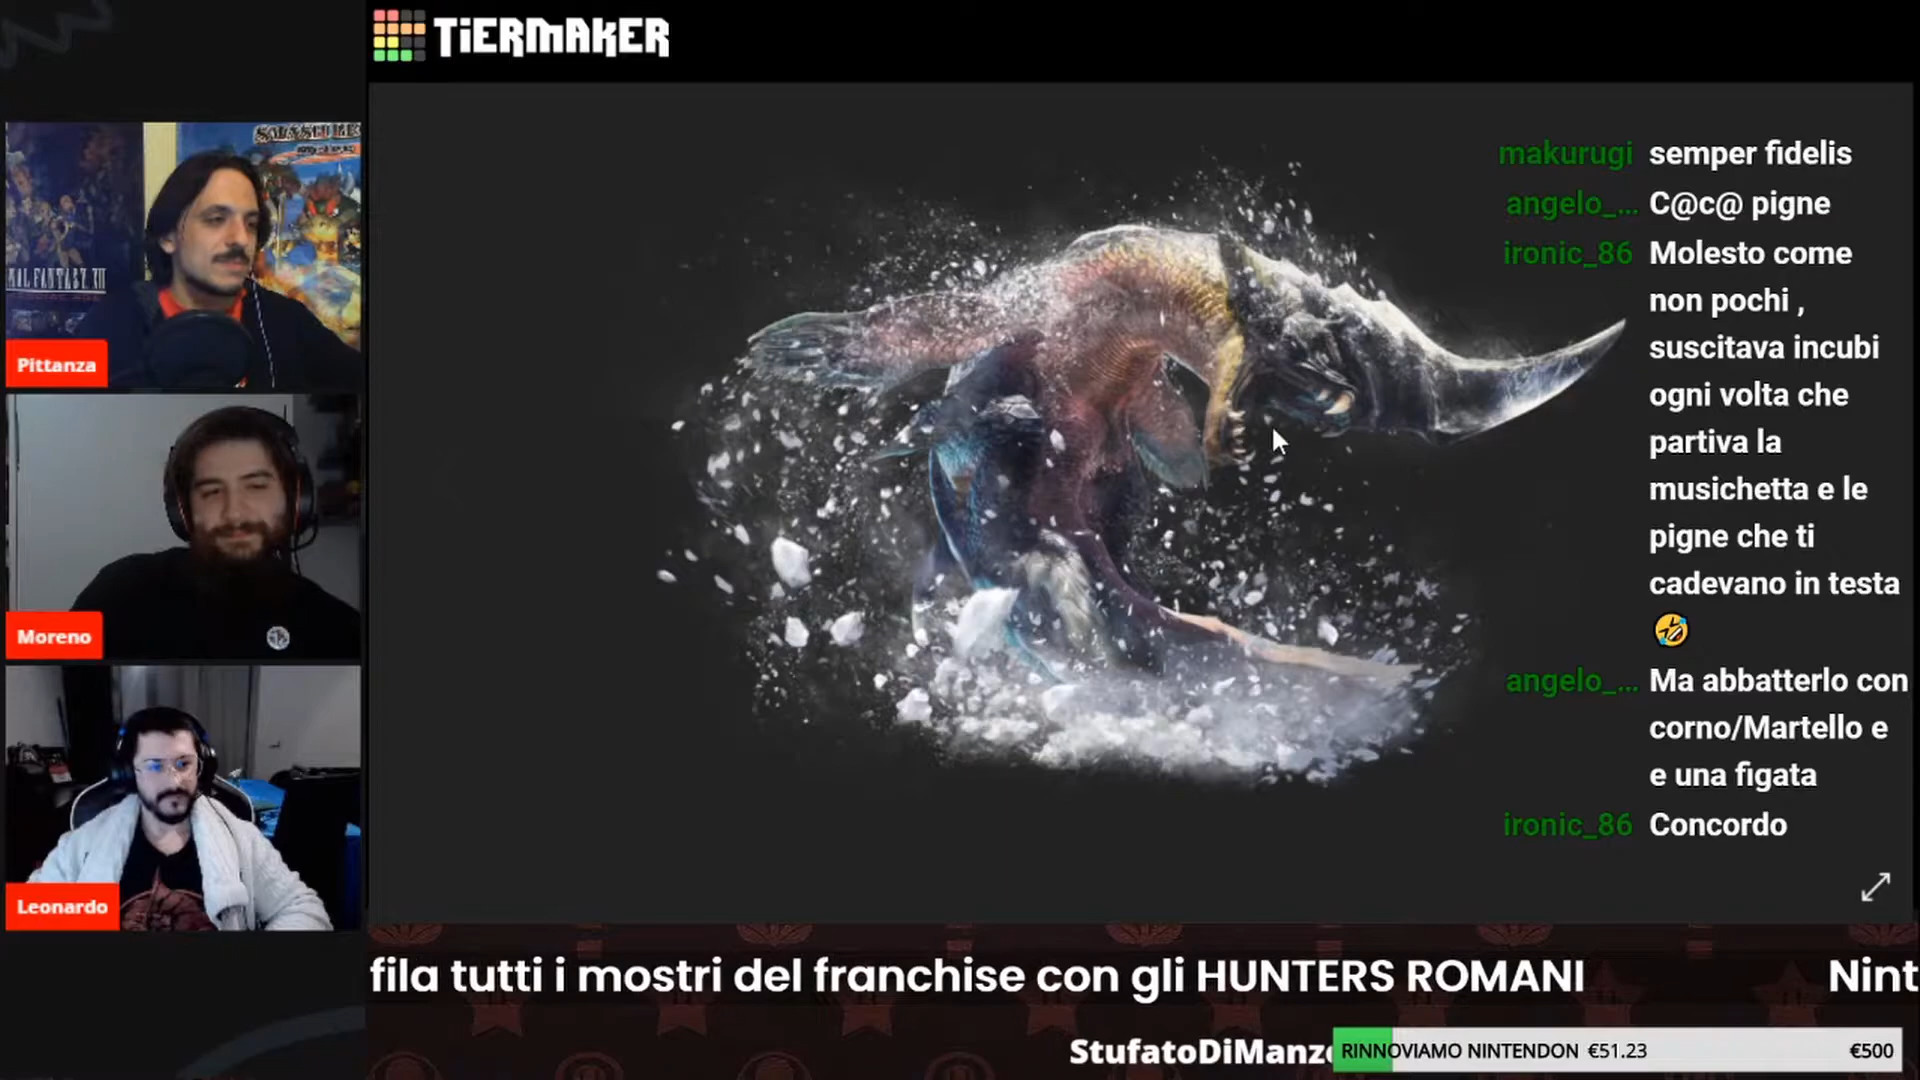 TiERMAKER
Pittanza
Moreno
Leonardo
makurugi semper fidelis
angelo_... C@c@ pigne
ironic_86 Molesto come
non pochi ,
suscitava incubi
ogni volta che
partiva la
musichetta e le
pigne che ti
cadevano in testa
🤣
angelo_... Ma abbatterlo con
corno/Martello e
e una figata
ironic_86 Concordo
fila tutti i mostri del franchise con gli HUNTERS ROMANI
Nint
StufatoDiManzo
RINNOVIAMO NINTENDON €51.23 €500